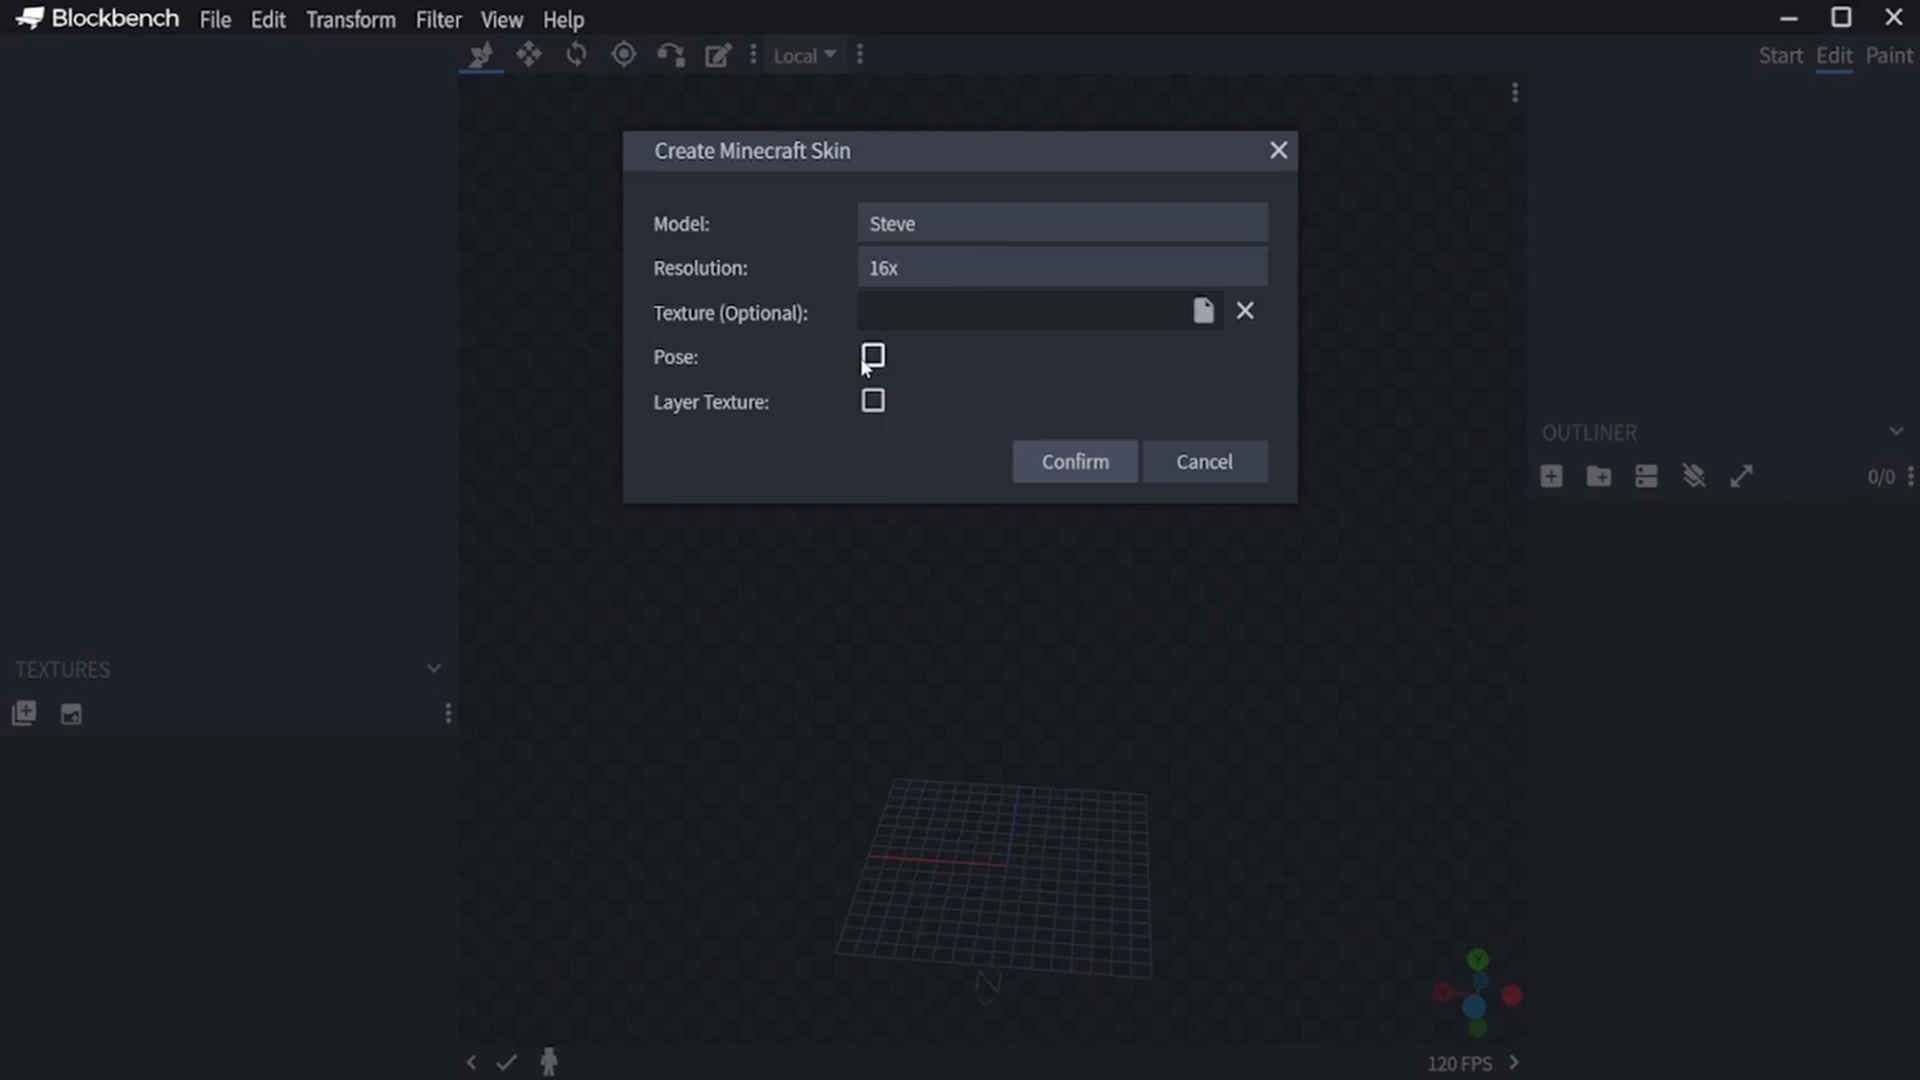 Blockbench File Edit Transform Filter View Help
Local
Start Edit Paint
Create Minecraft Skin
Model: Steve
Resolution: 16x
Texture (Optional):
Pose:
Layer Texture:
Confirm Cancel
OUTLINER
0/0
TEXTURES
N
Y
120 FPS